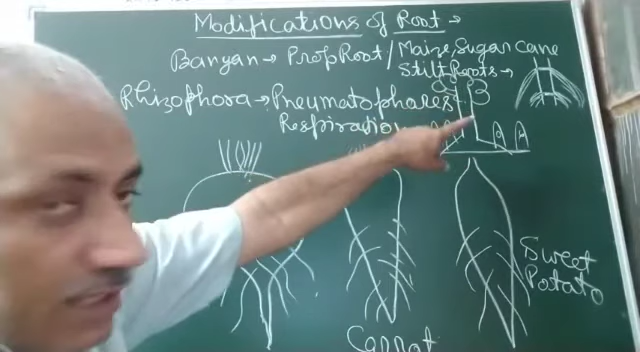 Modifications of Root →
Banyan → Prop Root / Maize Sugar cane
Stilt Roots →
Rhizophora → Pneumatophores
Respiration
Sweet
Potato
Carrot